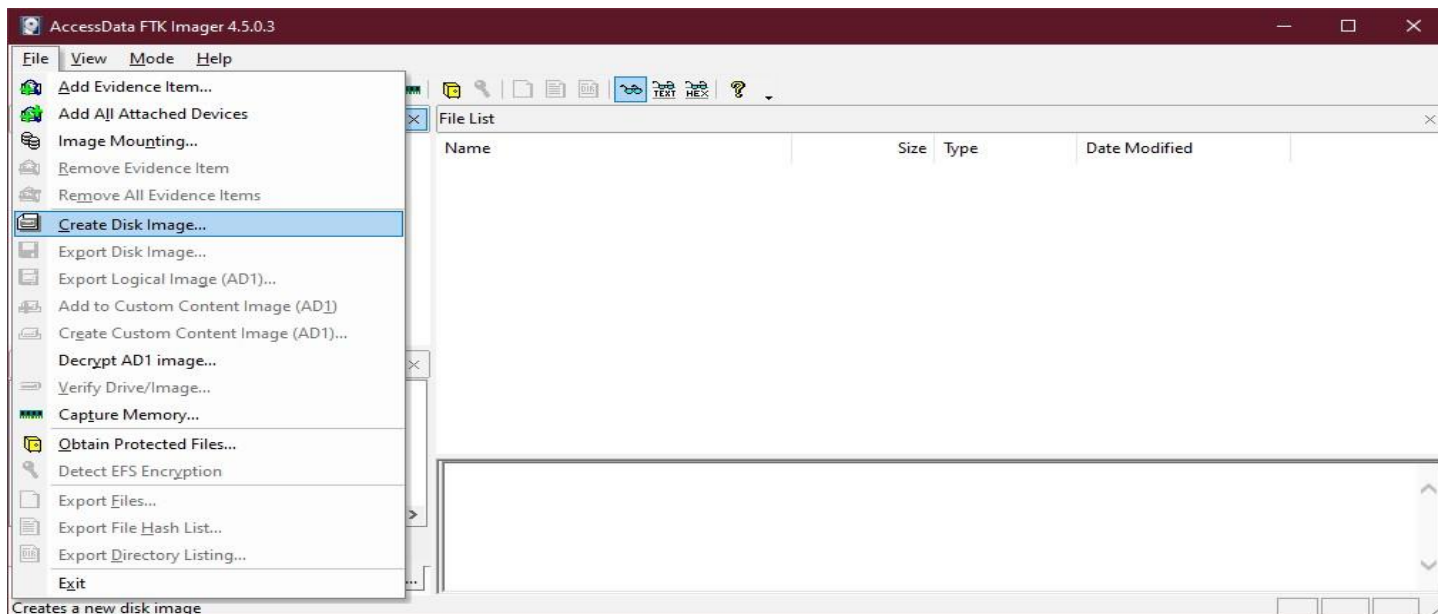 AccessData FTK Imager 4.5.0.3
File View Mode Help
Add Evidence Item...
Add All Attached Devices
Image Mounting...
Remove Evidence Item
Remove All Evidence Items
Create Disk Image...
Export Disk Image...
Export Logical Image (AD1)...
Add to Custom Content Image (AD1)
Create Custom Content Image (AD1)...
Decrypt AD1 image...
Verify Drive/Image...
Capture Memory...
Obtain Protected Files...
Detect EFS Encryption
Export Files...
Export File Hash List...
Export Directory Listing...
Exit
Creates a new disk image
TEXT HEX
File List
Name Size Type Date Modified
...